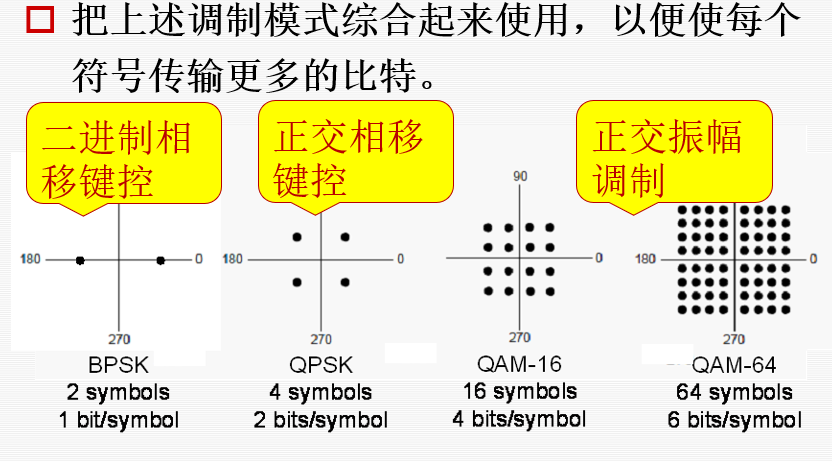 把上述调制模式综合起来使用，以便使每个
符号传输更多的比特。
二进制相
移键控
正交相移
键控
正交振幅
调制
90
180
0
180
0
0
180
0
270
270
270
270
BPSK
QPSK
QAM-16
QAM-64
2 symbols
4 symbols
16 symbols
64 symbols
1 bit/symbol
2 bits/symbol
4 bits/symbol
6 bits/symbol